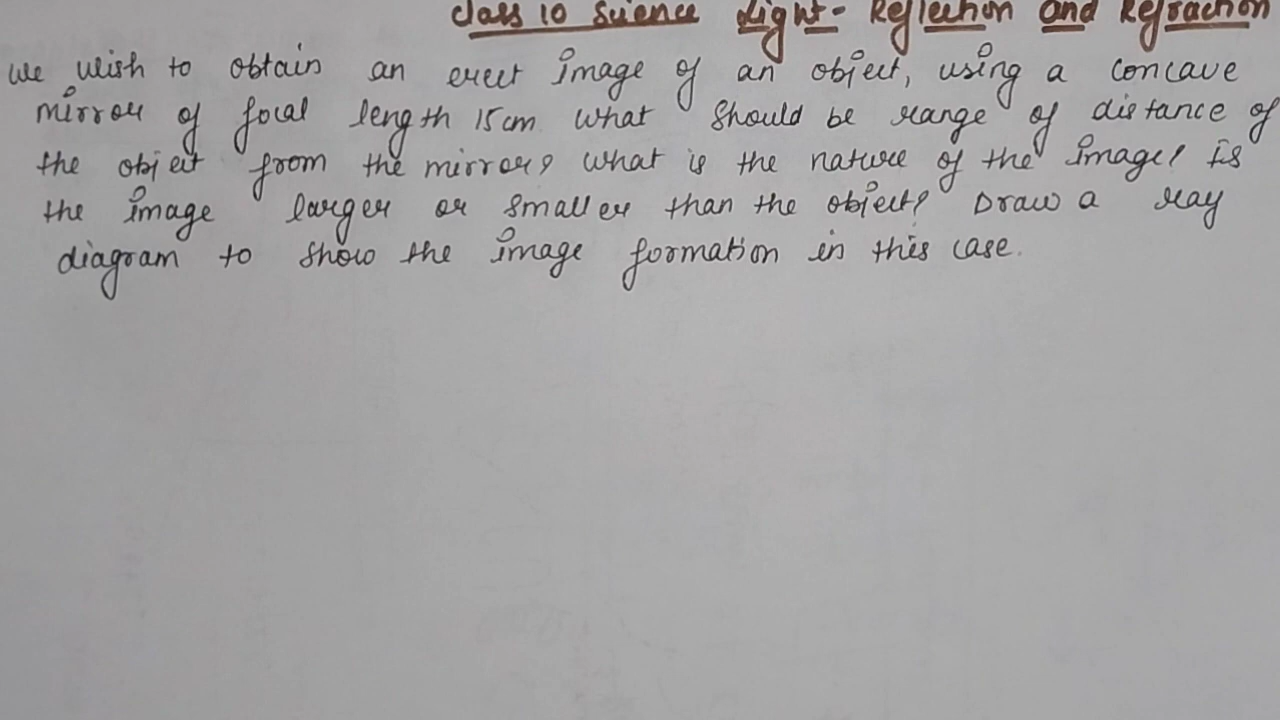 Class 10 Science Light - Reflection and Refraction
We wish to obtain an erect image of an object, using a concave
mirror of focal length 15 cm what should be range of distance of
the object from the mirror? what is the nature of the image? Is
the image larger or smaller than the object? Draw a ray
diagram to show the image formation in this case.